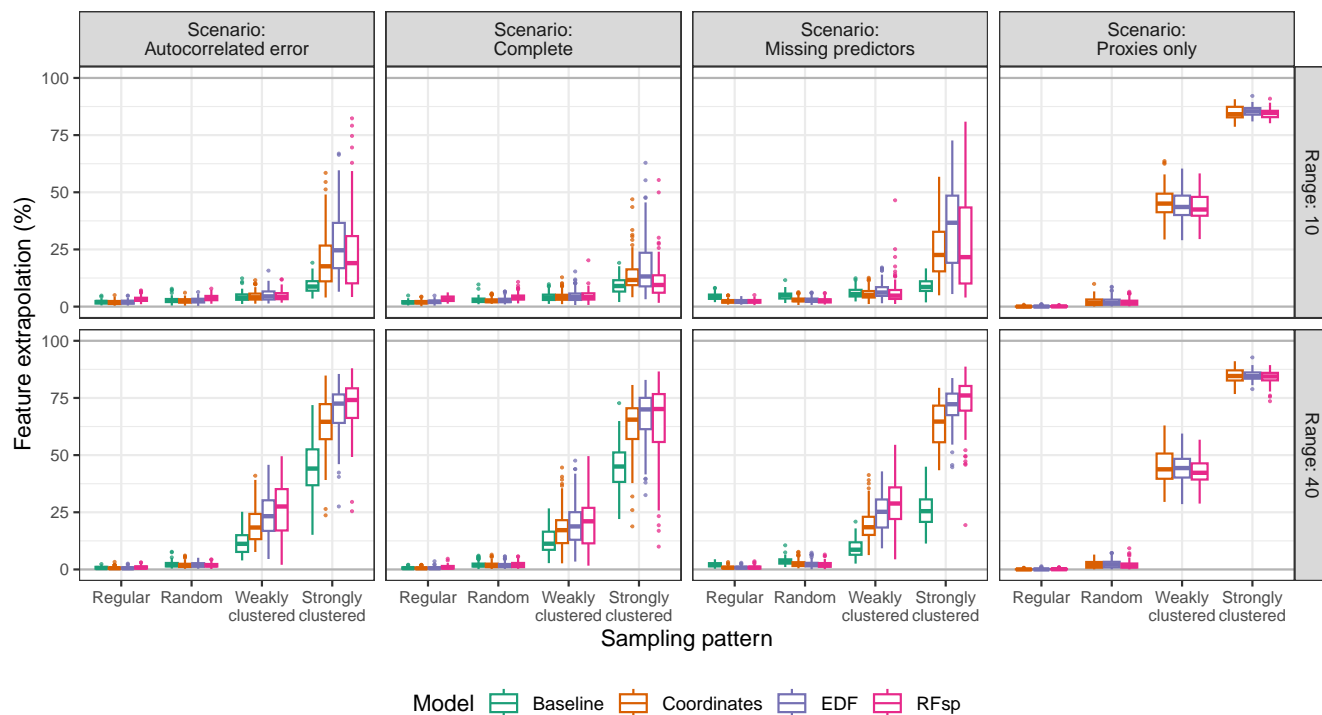 Scenario:
Autocorrelated error
Scenario:
Complete
Scenario:
Missing predictors
Scenario:
Proxies only
100
75
50
25
0
Range: 10
Feature extrapolation (%)
100
75
50
25
0
Range: 40
Regular Random Weakly clustered Strongly clustered
Regular Random Weakly clustered Strongly clustered
Regular Random Weakly clustered Strongly clustered
Regular Random Weakly clustered Strongly clustered
Sampling pattern
Model Baseline Coordinates EDF RFsp